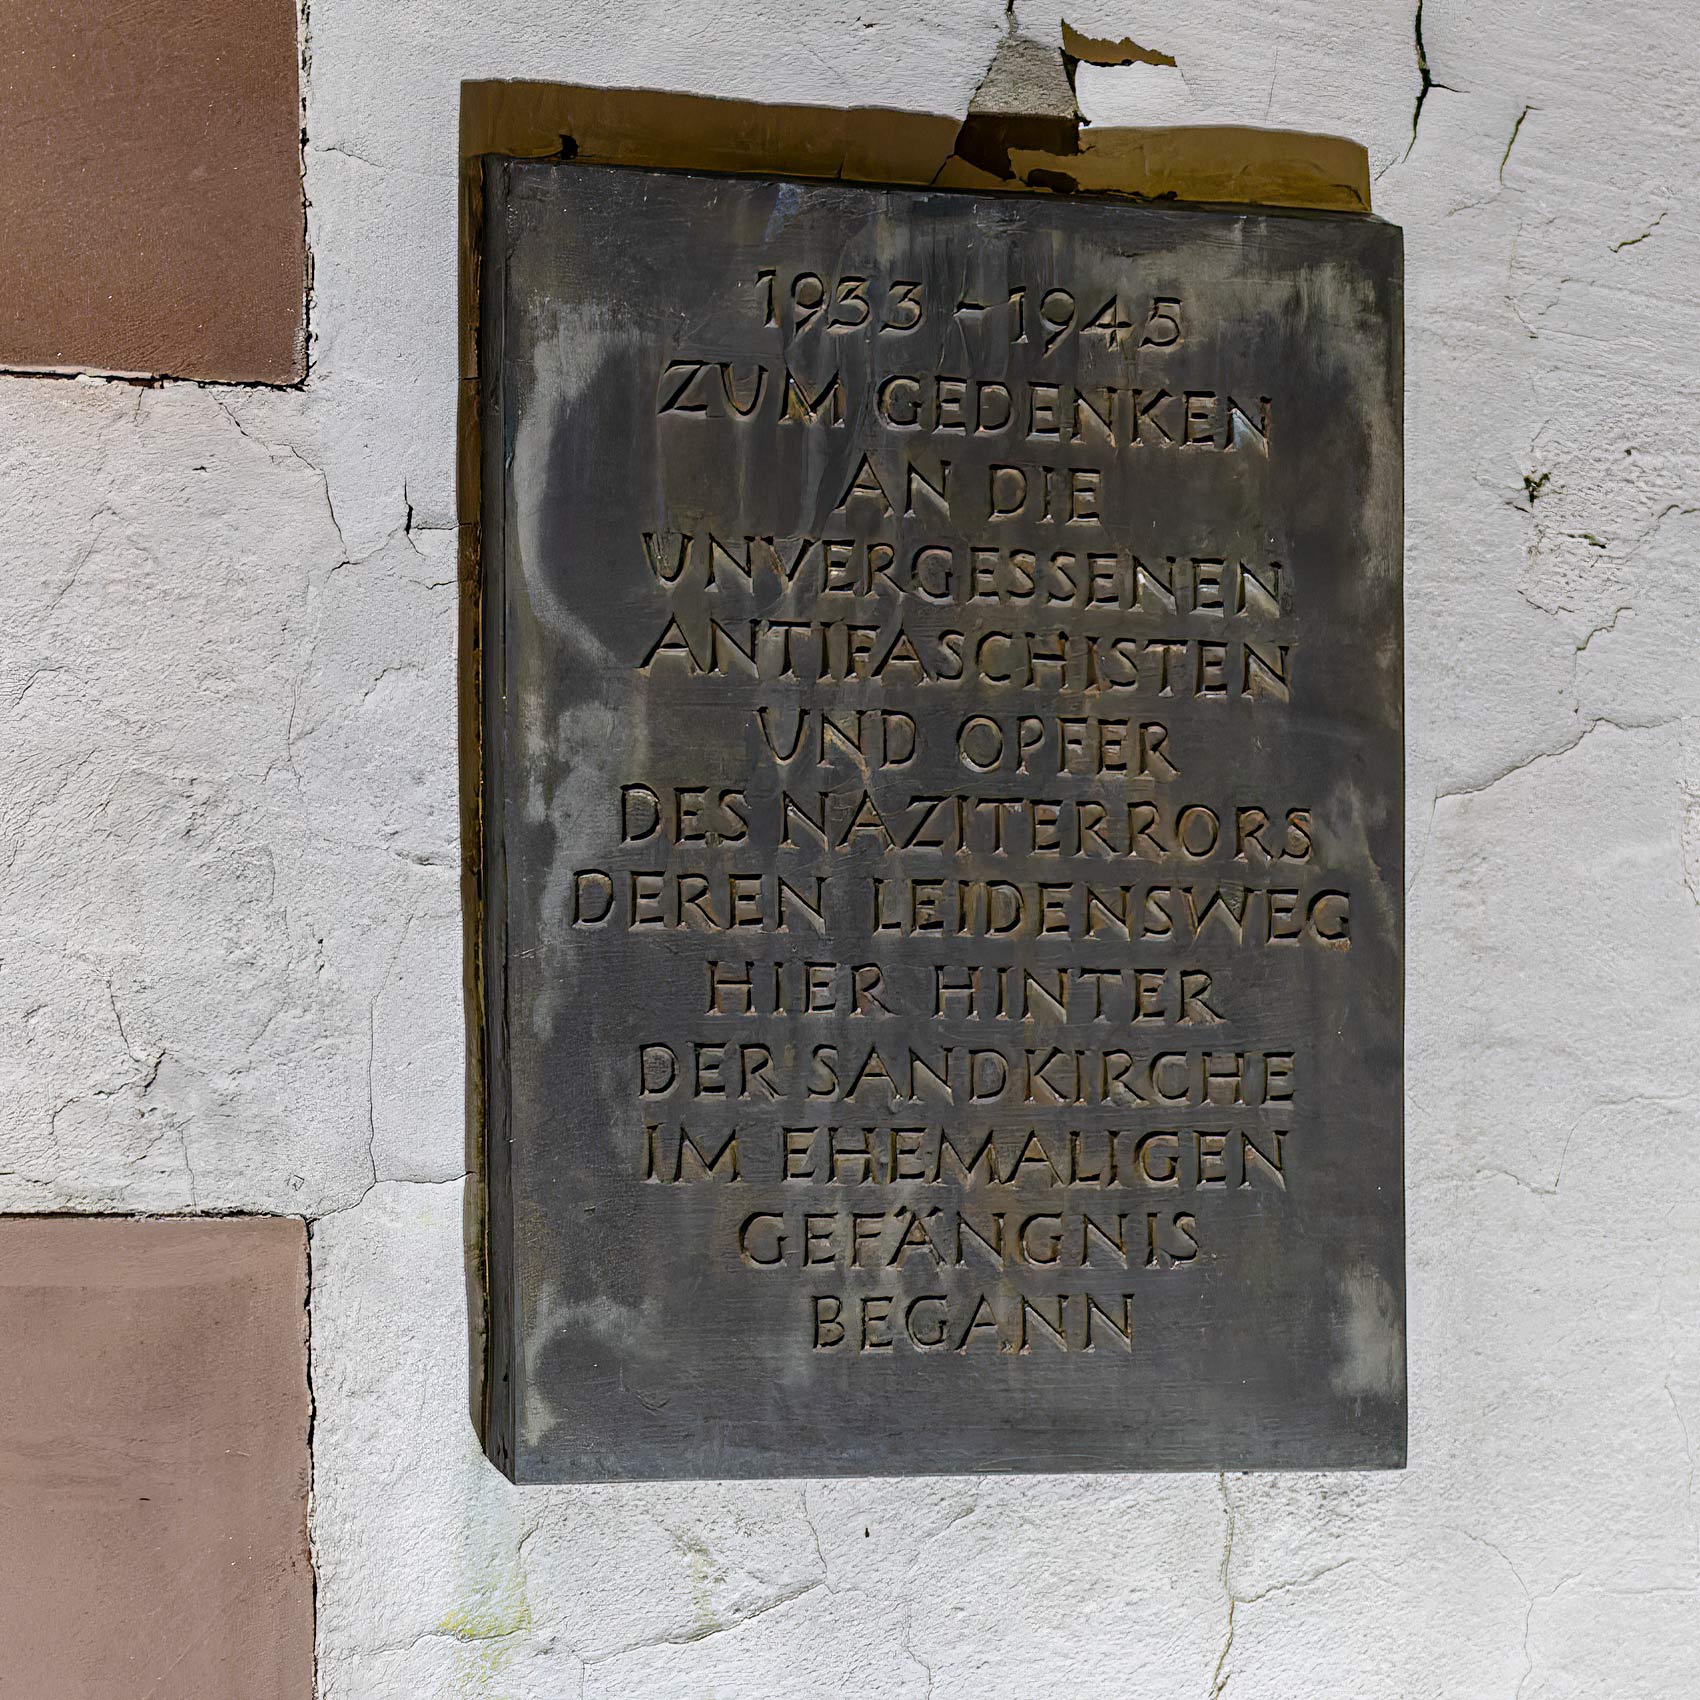 1933 - 1945
ZUM GEDENKEN
AN DIE
UNVERGESSENEN
ANTIFASCHISTEN
UND OPFER
DES NAZITERRORS
DEREN LEIDENSWEG
HIER HINTER
DER SANDKIRCHE
IM EHEMALIGEN
GEFÄNGNIS
BEGANN